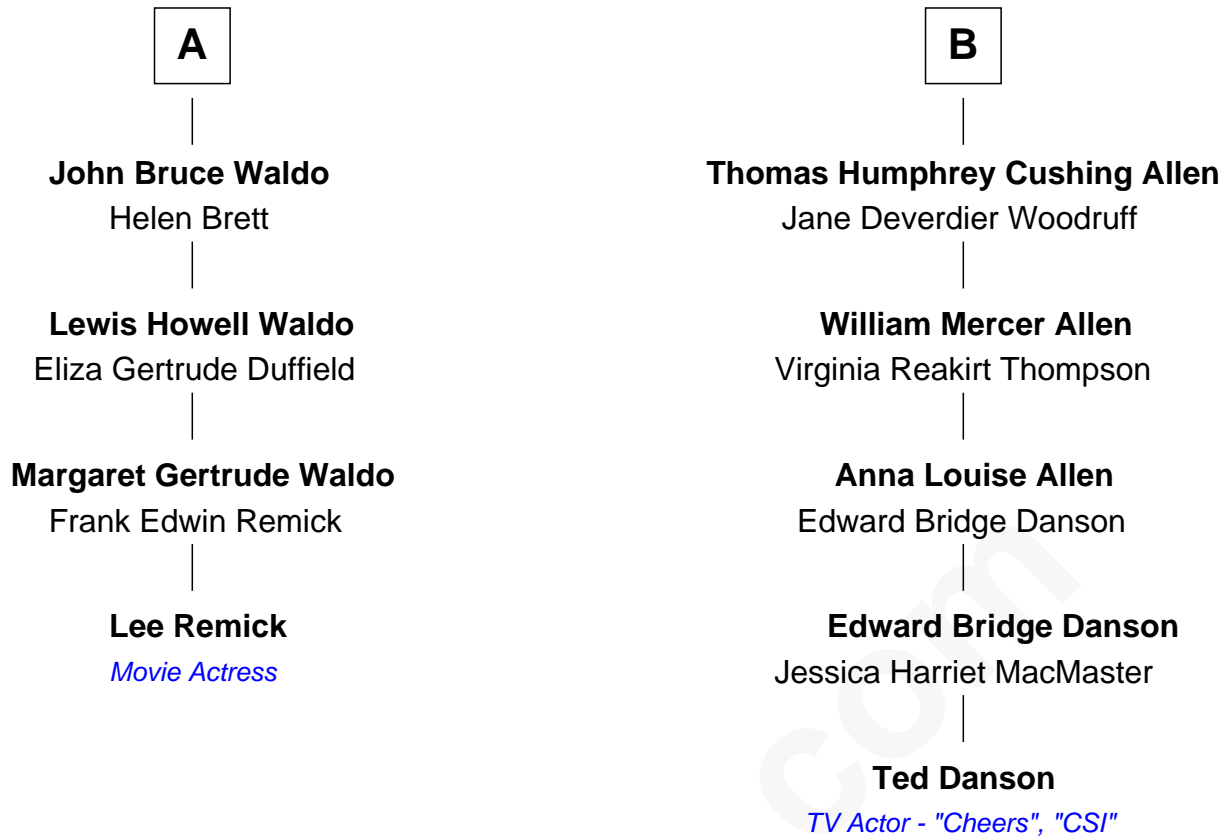 A
John Bruce Waldo
Helen Brett
Lewis Howell Waldo
Eliza Gertrude Duffield
Margaret Gertrude Waldo
Frank Edwin Remick
Lee Remick
Movie Actress
B
Thomas Humphrey Cushing Allen
Jane Deverdier Woodruff
William Mercer Allen
Virginia Reakirt Thompson
Anna Louise Allen
Edward Bridge Danson
Edward Bridge Danson
Jessica Harriet MacMaster
Ted Danson
TV Actor - "Cheers", "CSI"
com